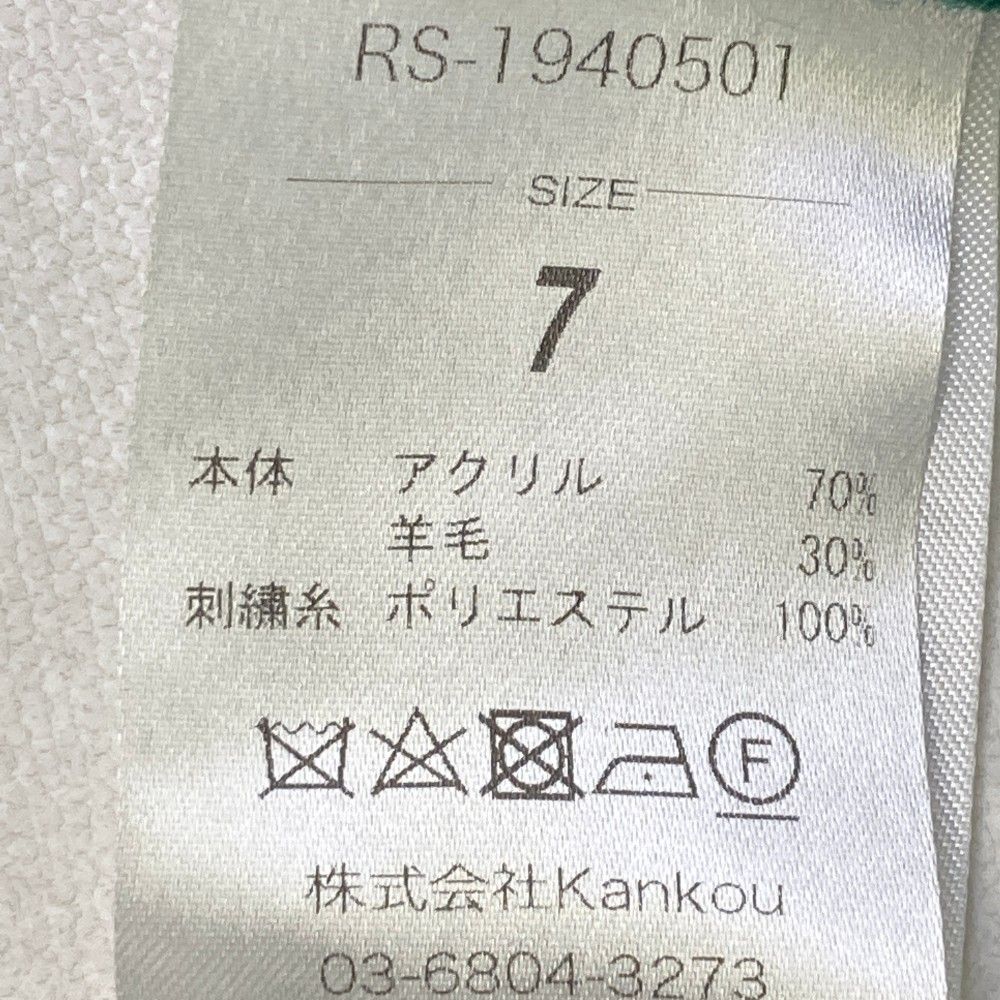 RS-1940501
SIZE
7
本体 アクリル 70%
羊毛 30%
刺繍糸 ポリエステル 100%
F
株式会社Kankou
03-6804-3273